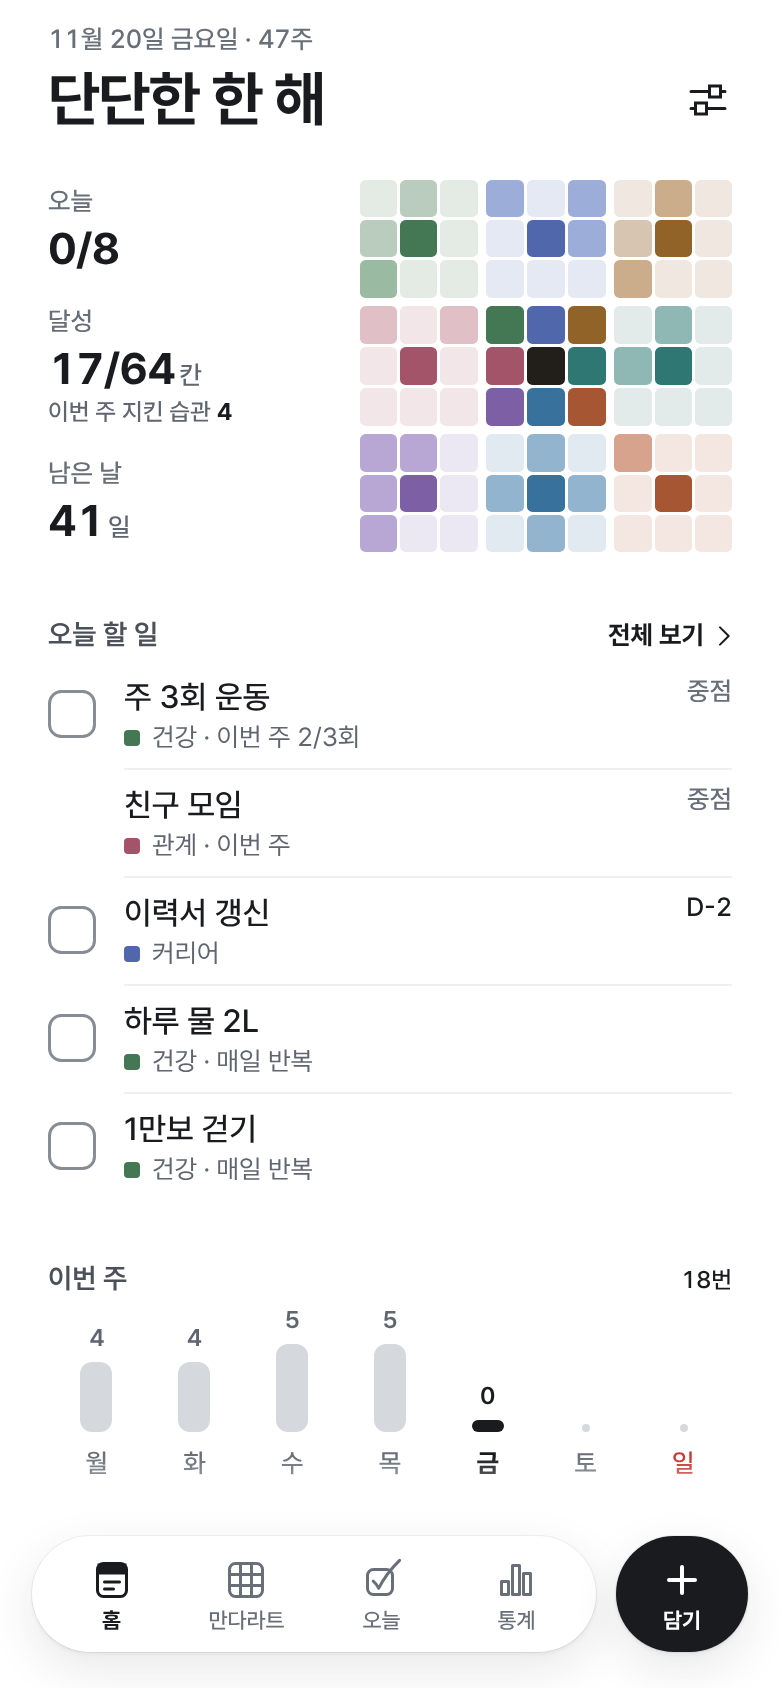 11월 20일 금요일 · 47주
단단한 한 해
오늘
0/8
달성
17/64칸
이번 주 지킨 습관 4
남은 날
41일
오늘 할 일
전체 보기
주 3회 운동
중점
건강 · 이번 주 2/3회
친구 모임
중점
관계 · 이번 주
이력서 갱신
D-2
커리어
하루 물 2L
건강 · 매일 반복
1만보 걷기
건강 · 매일 반복
이번 주
18번
4 4 5 5 0
월 화 수 목 금 토 일
홈 만다라트 오늘 통계 담기